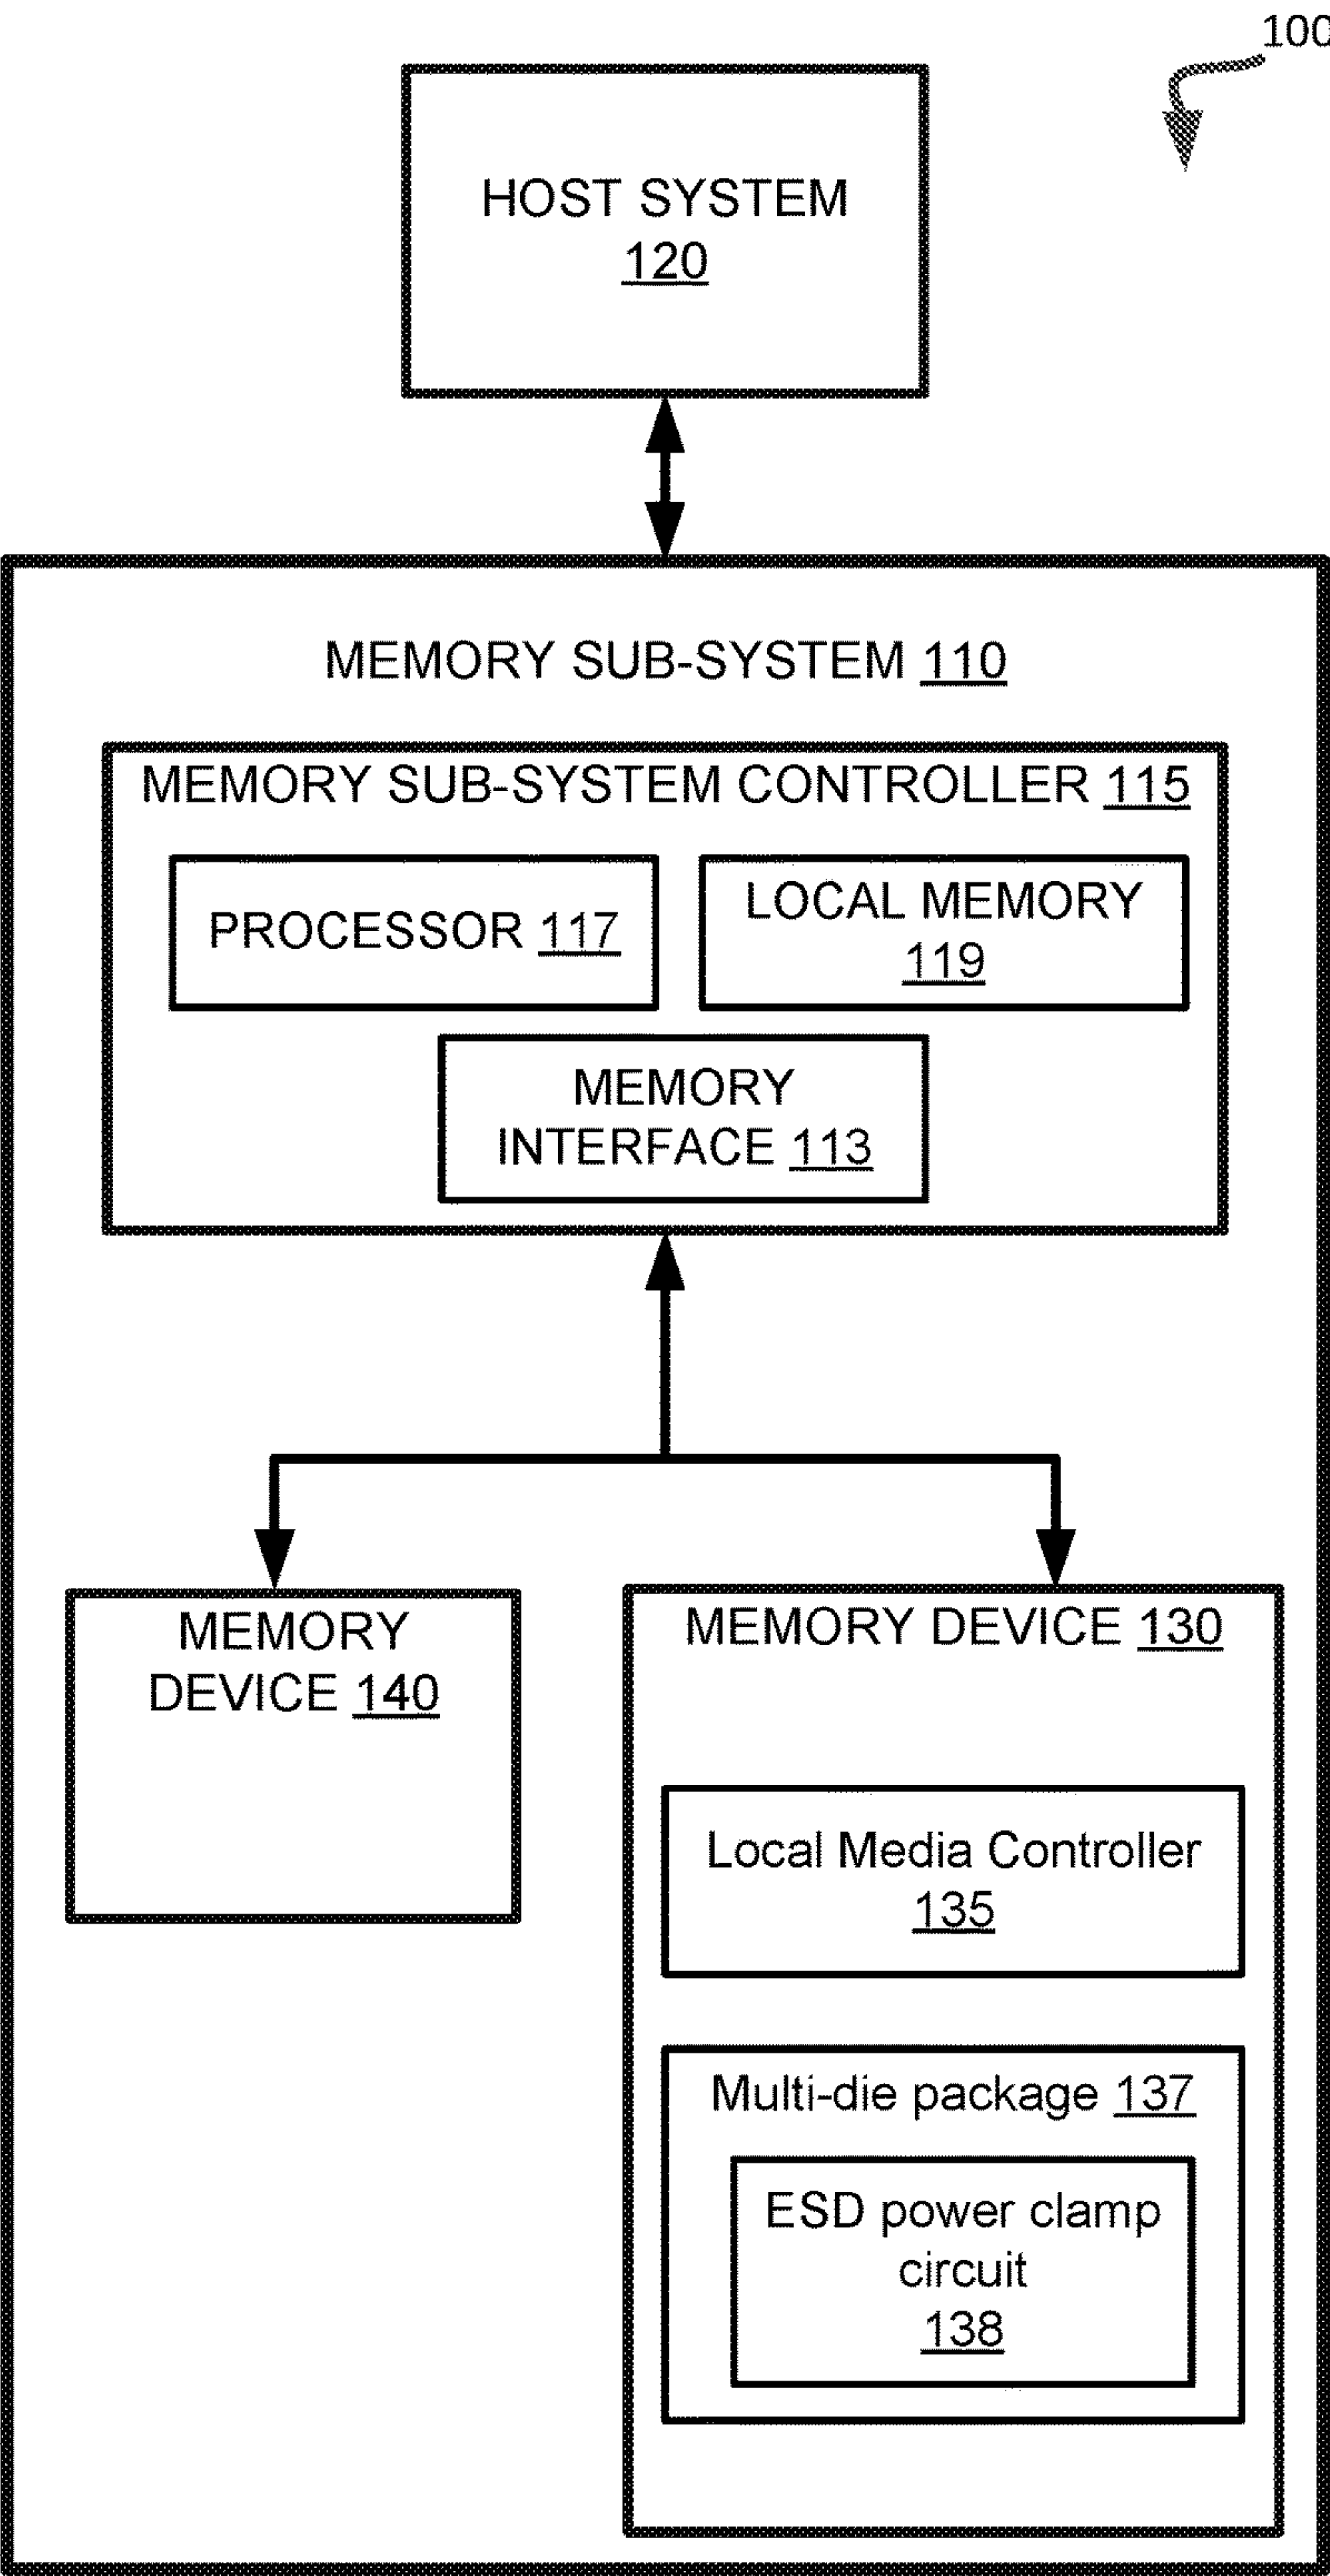 100
HOST SYSTEM
120
MEMORY SUB-SYSTEM 110
MEMORY SUB-SYSTEM CONTROLLER 115
PROCESSOR 117
LOCAL MEMORY
119
MEMORY
INTERFACE 113
MEMORY
DEVICE 140
MEMORY DEVICE 130
Local Media Controller
135
Multi-die package 137
ESD power clamp
circuit
138